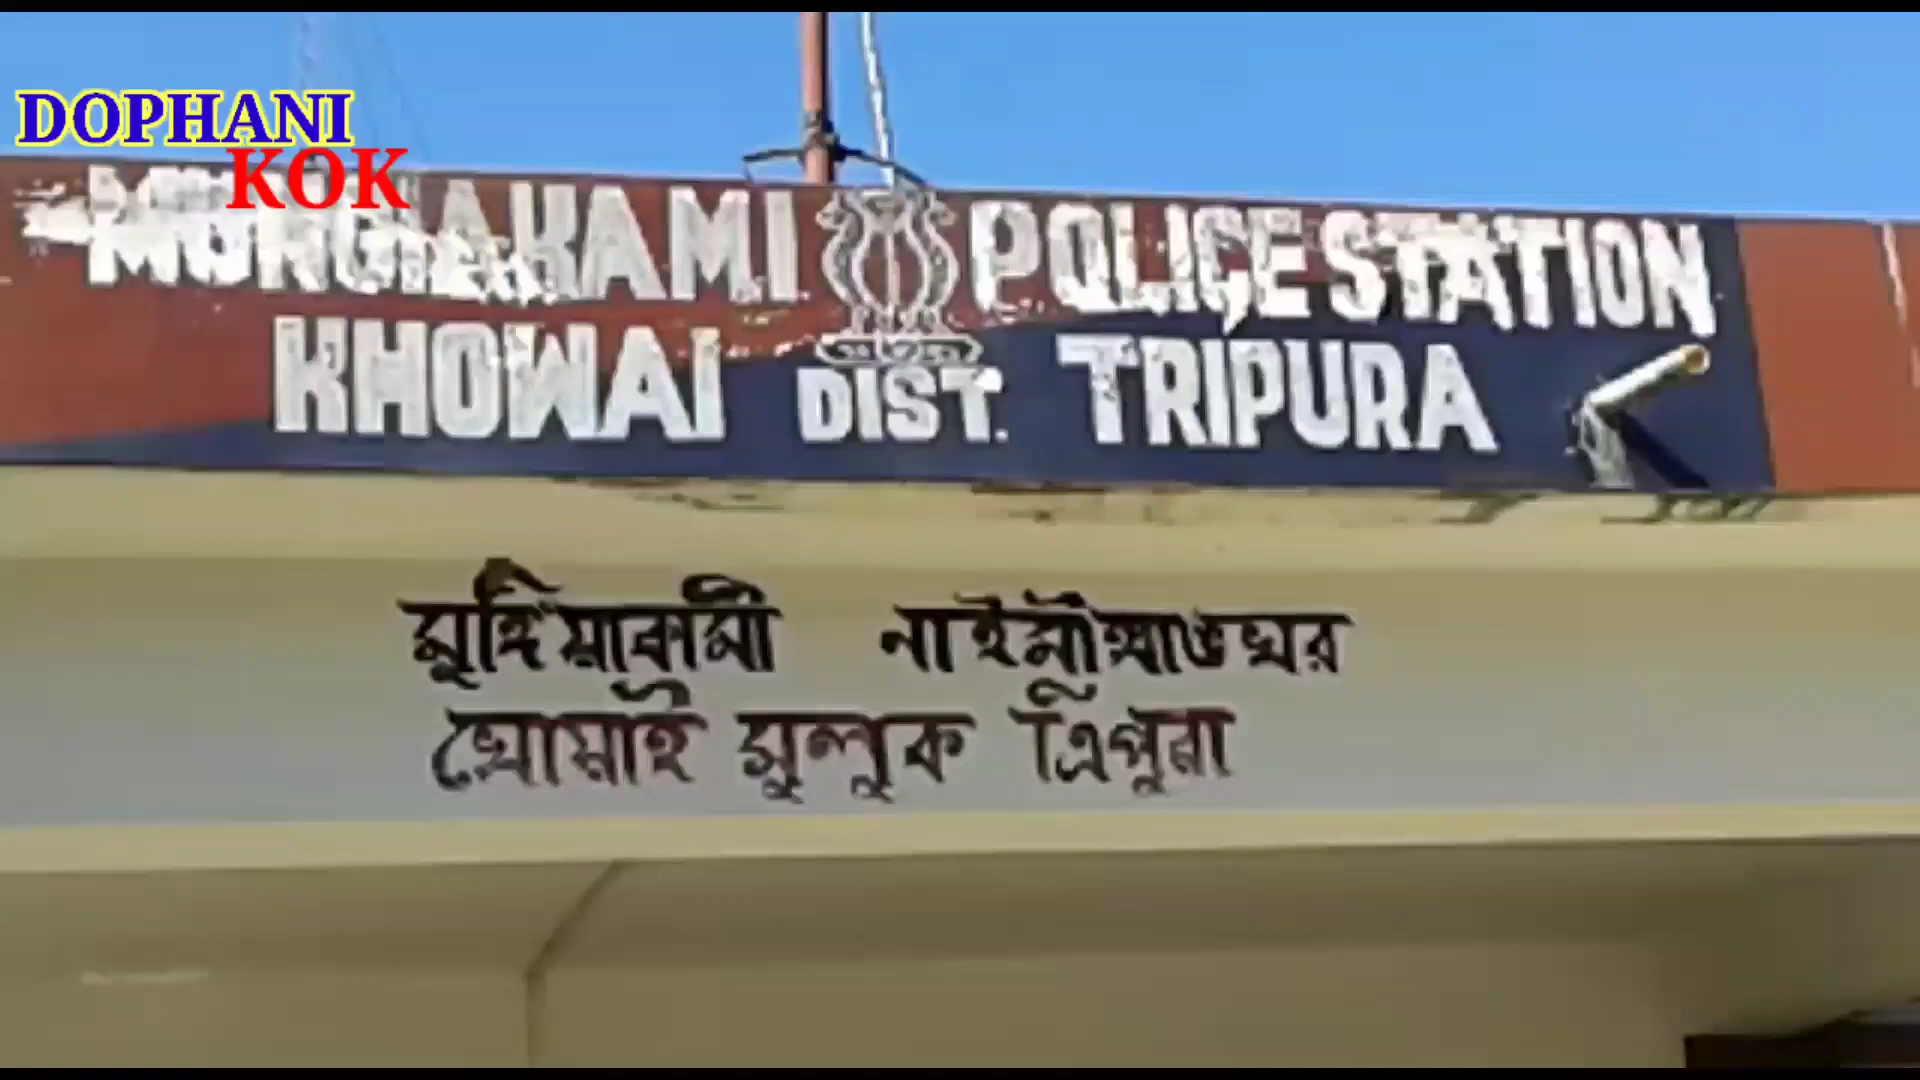 DOPHANI
KOK
POLICE STATION
KHOWAI DIST. TRIPURA
মুঙ্গিয়াকামী
খোয়াই মুলুক ত্রিপুরা